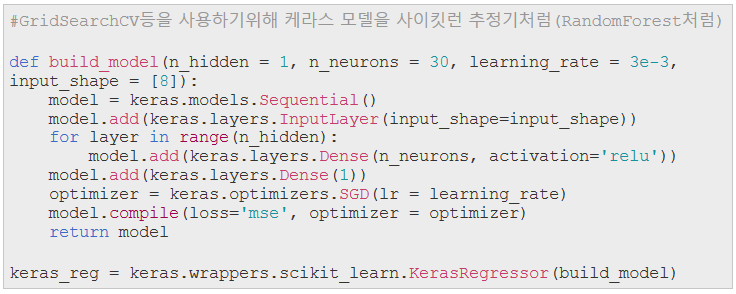 #GridSearchCV등을 사용하기위해 케라스 모델을 사이킷런 추정기처럼(RandomForest처럼)

def build_model(n_hidden = 1, n_neurons = 30, learning_rate = 3e-3,
input_shape = [8]):
    model = keras.models.Sequential()
    model.add(keras.layers.InputLayer(input_shape=input_shape))
    for layer in range(n_hidden):
        model.add(keras.layers.Dense(n_neurons, activation='relu'))
    model.add(keras.layers.Dense(1))
    optimizer = keras.optimizers.SGD(lr = learning_rate)
    model.compile(loss='mse', optimizer = optimizer)
    return model

keras_reg = keras.wrappers.scikit_learn.KerasRegressor(build_model)